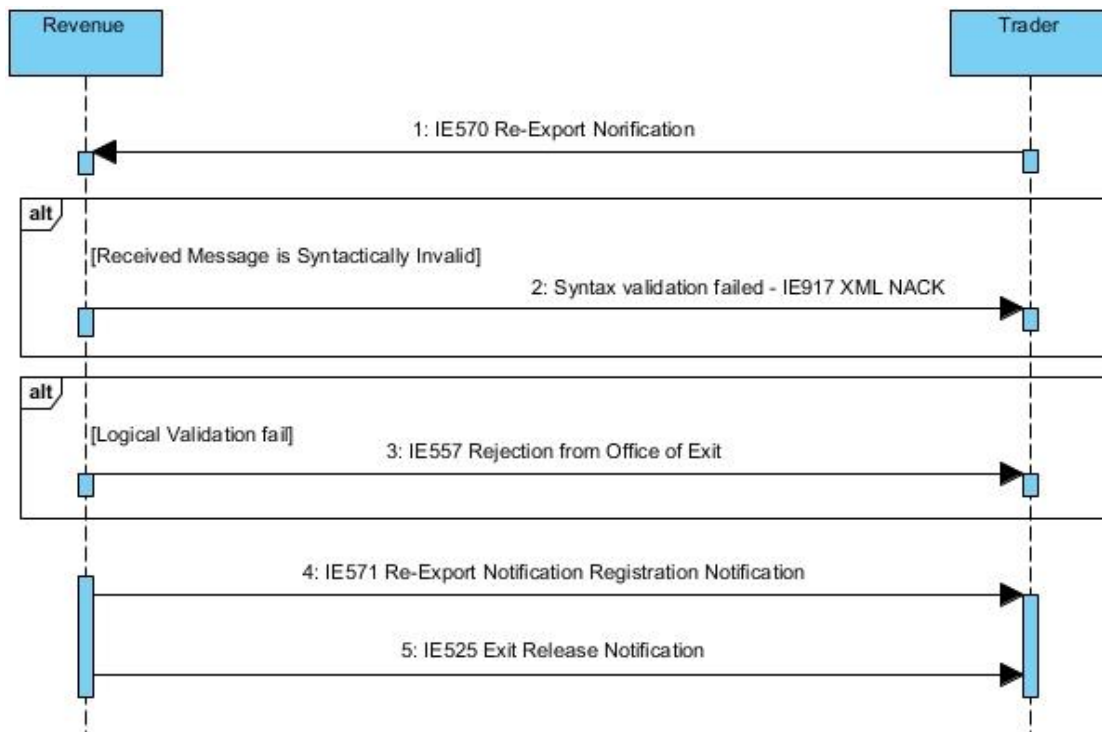 Revenue
Trader
1: IE570 Re-Export Norification
alt
[Received Message is Syntactically Invalid]
2: Syntax validation failed - IE917 XML NACK
alt
[Logical Validation fail]
3: IE557 Rejection from Office of Exit
4: IE571 Re-Export Notification Registration Notification
5: IE525 Exit Release Notification